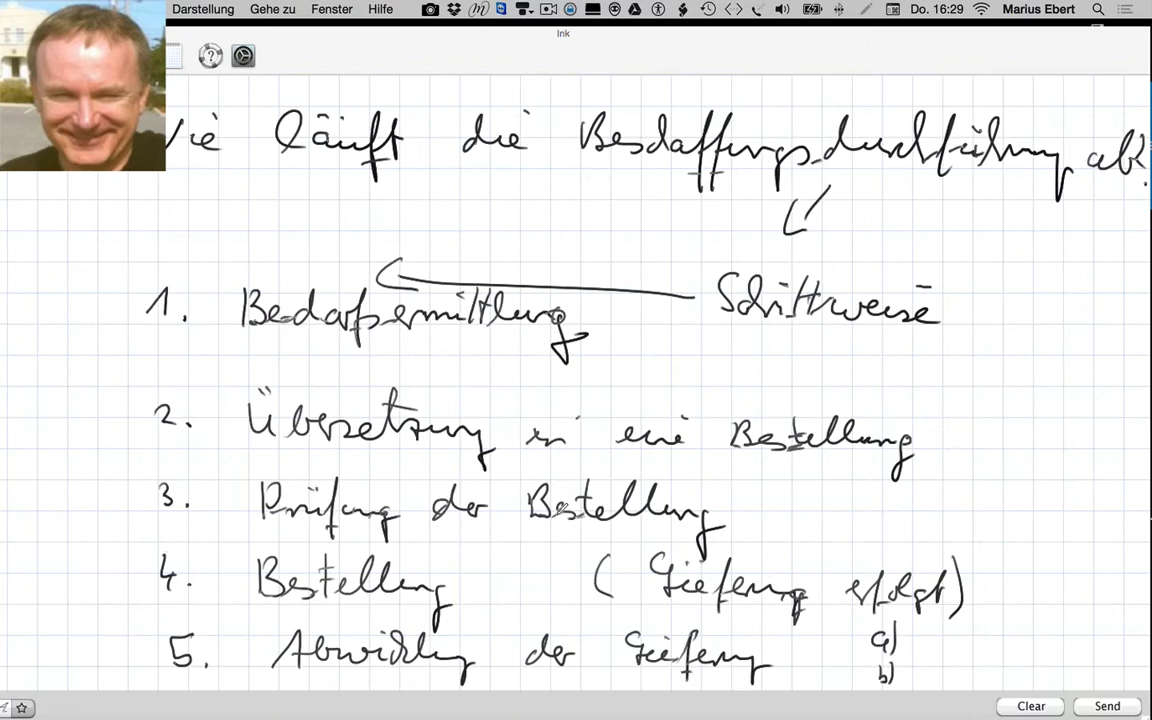 Darstellung Gehe zu Fenster Hilfe Do. 16:29 Marius Ebert
Ink
Wie läuft die Beschaffungsdurchführung ab?
Schrittweise
1. Bedarfsermittlung
2. Übersetzung in eine Bestellung
3. Prüfung der Bestellung
4. Bestellung (Lieferung erfolgt)
5. Abwicklung der Lieferung a)
b)
Clear Send